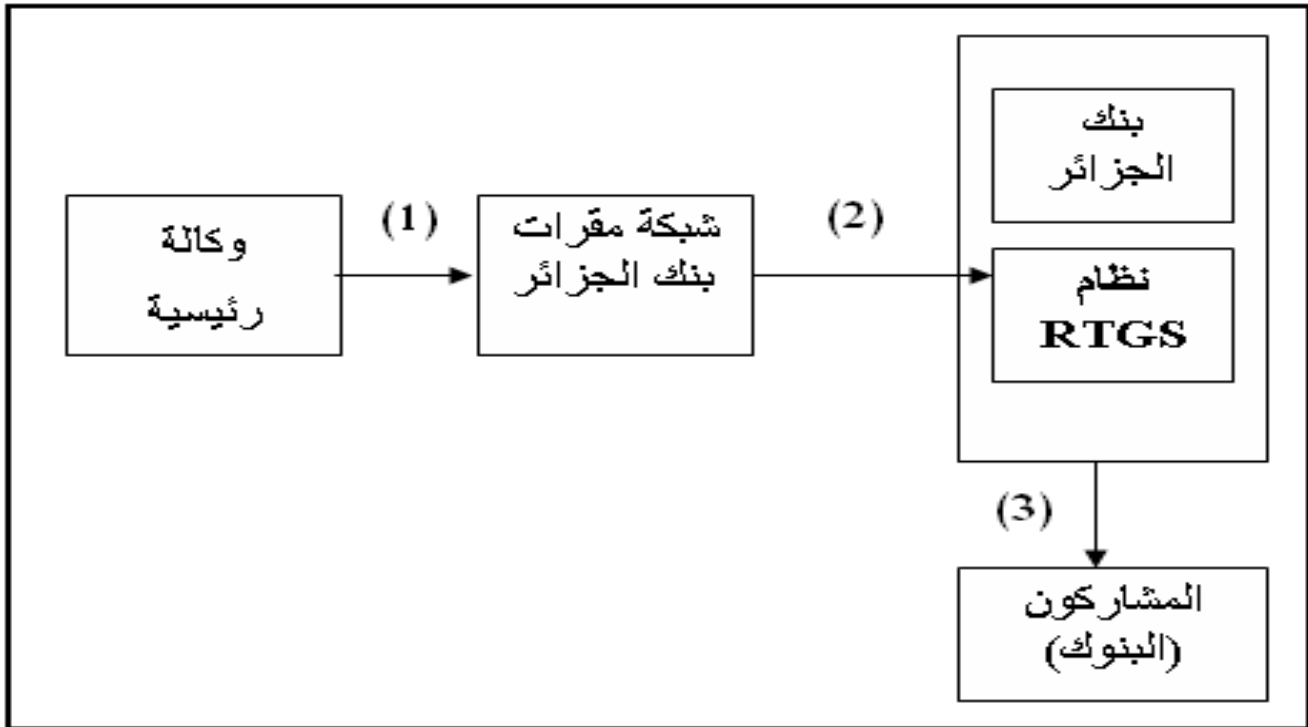 بنك
الجزائر
وكالة
رئيسية
(1)
شبكة مقرات
بنك الجزائر
(2)
نظام
RTGS
(3)
المشاركون
(البنوك)